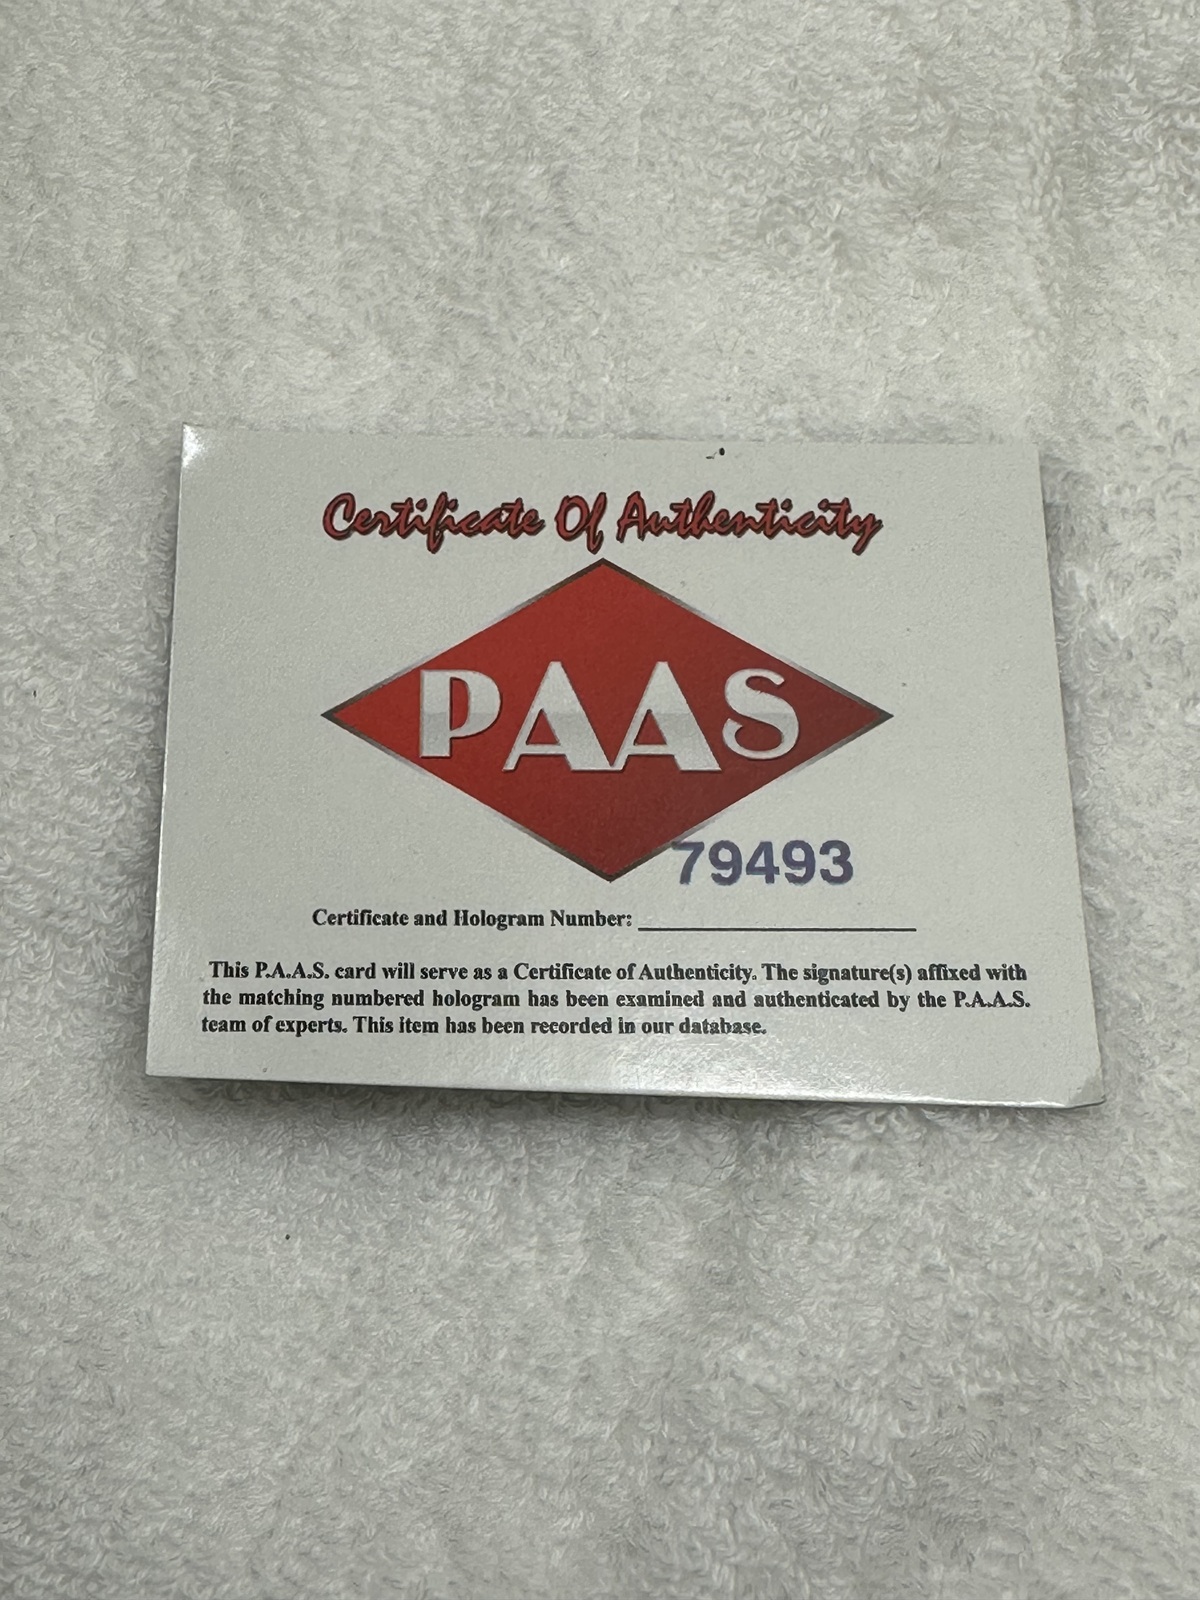 Certificate Of Authenticity
PAAS
79493
Certificate and Hologram Number:
This P.A.A.S. card will serve as a Certificate of Authenticity. The signature(s) affixed with
the matching numbered hologram has been examined and authenticated by the P.A.A.S.
team of experts. This item has been recorded in our database.